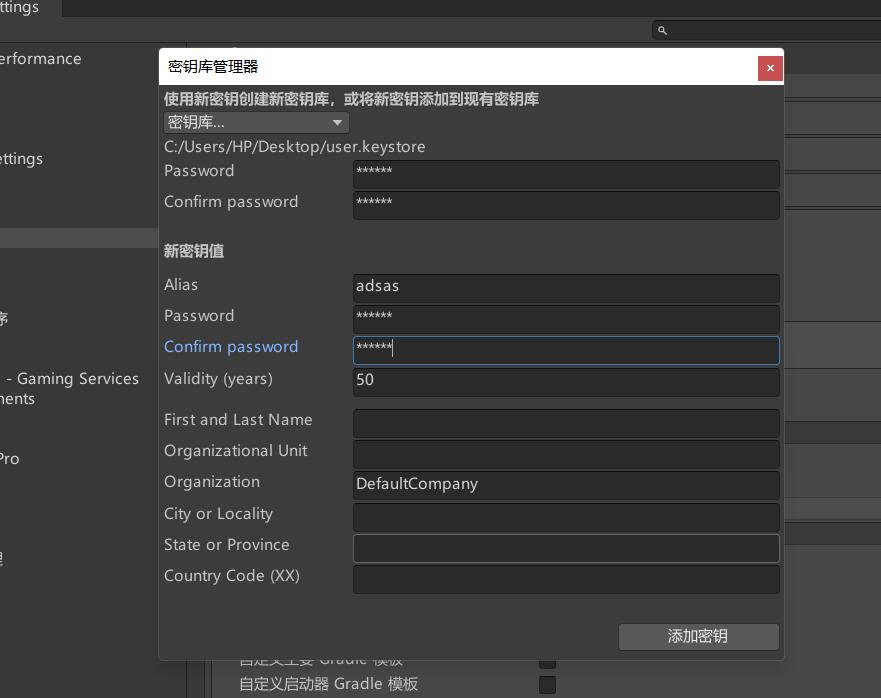 ttings
erformance
密钥库管理器
使用新密钥创建新密钥库，或将新密钥添加到现有密钥库
密钥库...
C:/Users/HP/Desktop/user.keystore
Password
******
ettings
Confirm password
******
新密钥值
Alias
adsas
Password
******
序
Confirm password
******
- Gaming Services
Validity (years)
50
nents
First and Last Name
Organizational Unit
Pro
Organization
DefaultCompany
City or Locality
State or Province
理
Country Code (XX)
添加密钥
自定义主要 Gradle 模板
自定义启动器 Gradle 模板